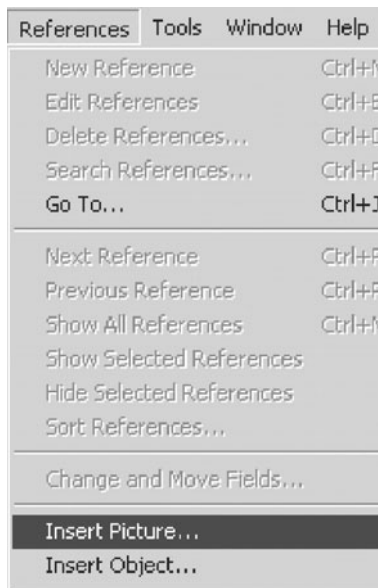 References Tools Window Help
New Reference Ctrl+
Edit References Ctrl+
Delete References... Ctrl+
Search References... Ctrl+
Go To... Ctrl+J
Next Reference Ctrl+
Previous Reference Ctrl+
Show All References Ctrl+
Show Selected References
Hide Selected References
Sort References...
Change and Move Fields...
Insert Picture...
Insert Object...